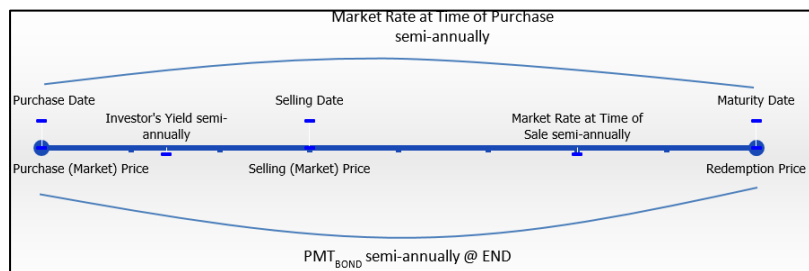 Market Rate at Time of Purchase
semi-annually
Purchase Date
Selling Date
Maturity Date
Investor's Yield semi-
annually
Market Rate at Time of
Sale semi-annually
Purchase (Market) Price
Selling (Market) Price
Redemption Price
PMTBOND semi-annually @ END